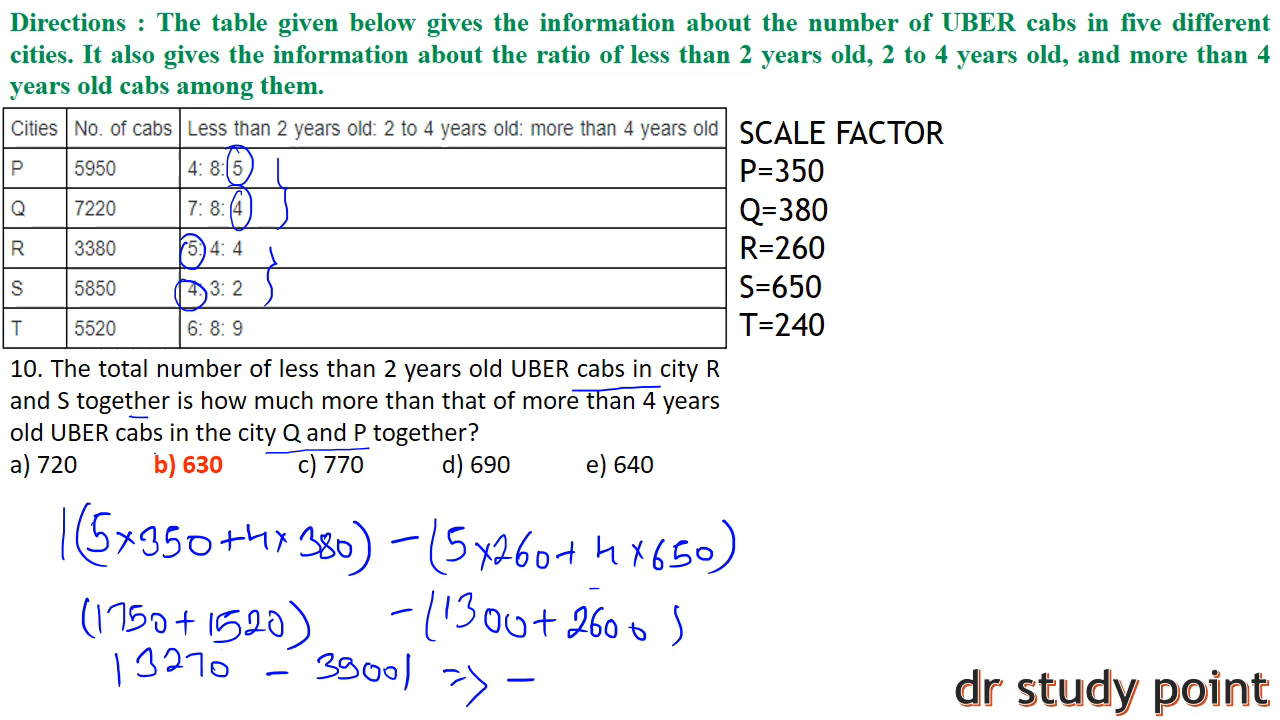 Directions : The table given below gives the information about the number of UBER cabs in five different
cities. It also gives the information about the ratio of less than 2 years old, 2 to 4 years old, and more than 4
years old cabs among them.
Cities No. of cabs Less than 2 years old: 2 to 4 years old: more than 4 years old
P 5950 4: 8: 5
Q 7220 7: 8: 4
R 3380 5: 4: 4
S 5850 4: 3: 2
T 5520 6: 8: 9
SCALE FACTOR
P=350
Q=380
R=260
S=650
T=240
10. The total number of less than 2 years old UBER cabs in city R
and S together is how much more than that of more than 4 years
old UBER cabs in the city Q and P together?
a) 720 b) 630 c) 770 d) 690 e) 640
|(5×350+4×380) - (5×260+4×650)
(1750+1520) - (1300+2600)
|3270 - 3900| => -
dr study point